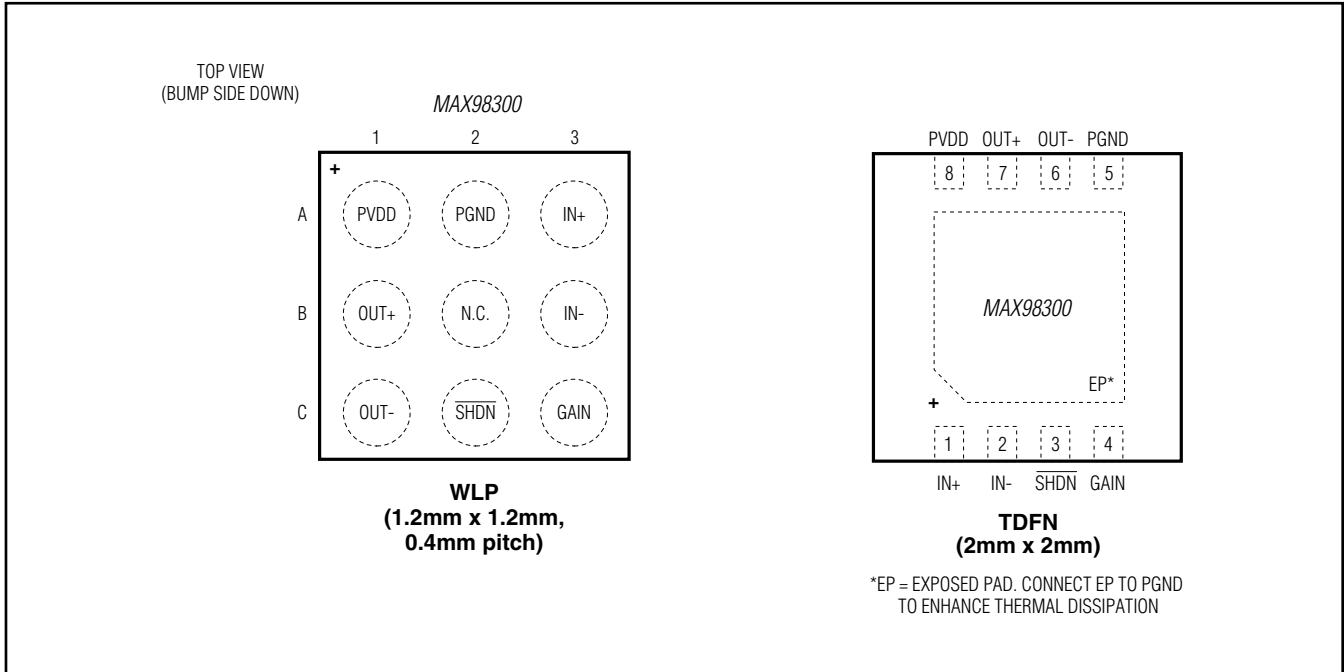 TOP VIEW
(BUMP SIDE DOWN)
MAX98300
1 2 3
+
A PVDD PGND IN+
B OUT+ N.C. IN-
C OUT- SHDN GAIN
WLP
(1.2mm x 1.2mm,
0.4mm pitch)
PVDD OUT+ OUT- PGND
8 7 6 5
MAX98300
EP*
+
1 2 3 4
IN+ IN- SHDN GAIN
TDFN
(2mm x 2mm)
*EP = EXPOSED PAD. CONNECT EP TO PGND
TO ENHANCE THERMAL DISSIPATION